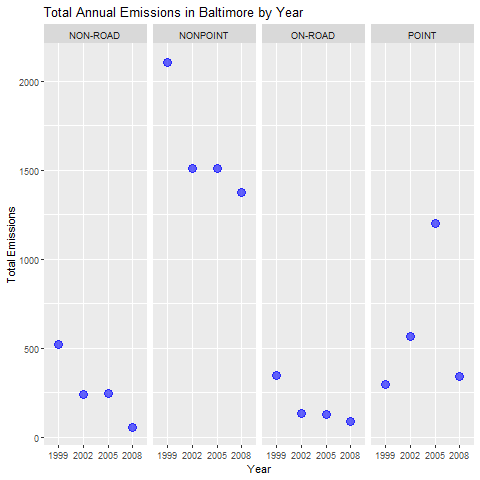 Total Annual Emissions in Baltimore by Year
NON-ROAD NONPOINT ON-ROAD POINT
Total Emissions
2000
1500
1000
500
0
1999 2002 2005 2008 1999 2002 2005 2008 1999 2002 2005 2008 1999 2002 2005 2008
Year